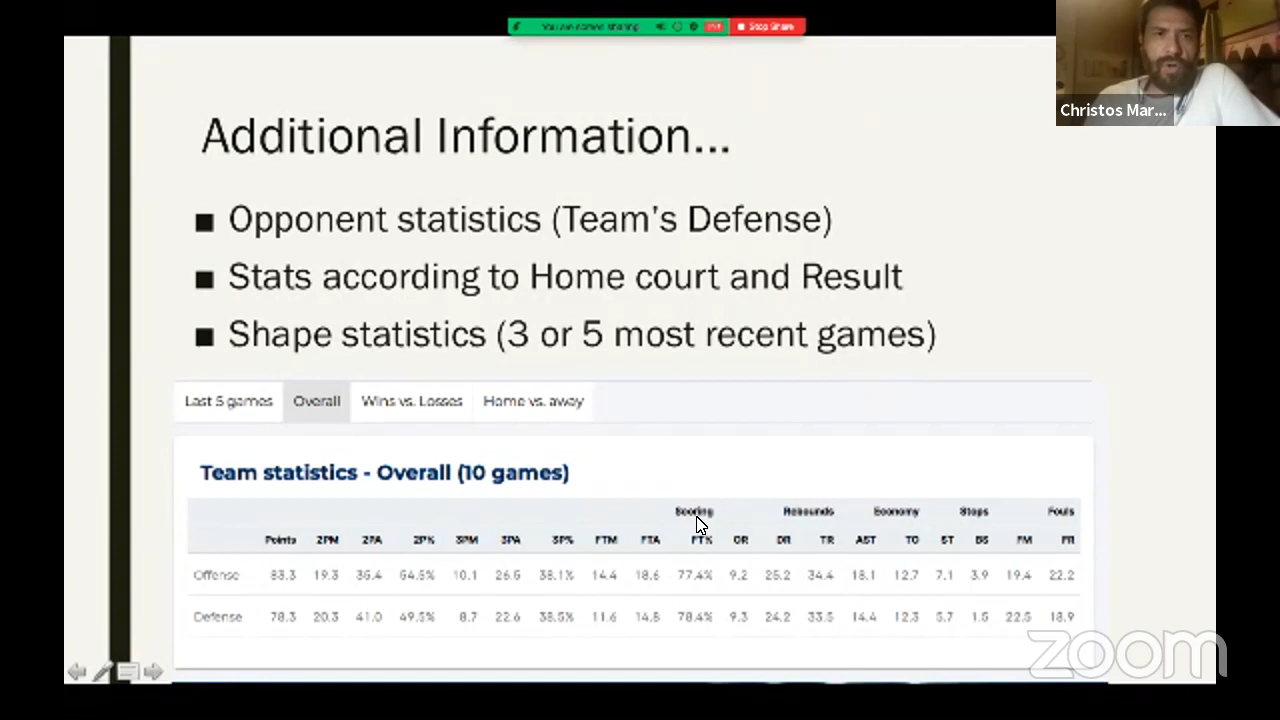 You are screen sharing
Stop Share
Christos Mar...
Additional Information...
■ Opponent statistics (Team's Defense)
■ Stats according to Home court and Result
■ Shape statistics (3 or 5 most recent games)
Last 5 games Overall Wins vs. Losses Home vs. away
Team statistics - Overall (10 games)
Scoring Rebounds Economy Stops Fouls
Points 2PM 2PA 2P% 3PM 3PA 3P% FTM FTA FT% OR DR TR AST TO ST BS FM FR
Offense 83.3 19.3 35.4 54.5% 10.1 26.5 38.1% 14.4 18.6 77.4% 9.2 25.2 34.4 18.1 12.7 7.1 3.9 19.4 22.2
Defense 78.3 20.3 41.0 49.5% 8.7 22.6 38.5% 11.6 14.8 78.4% 9.3 24.2 33.5 14.4 12.3 5.7 1.5 22.5 18.9
zoom